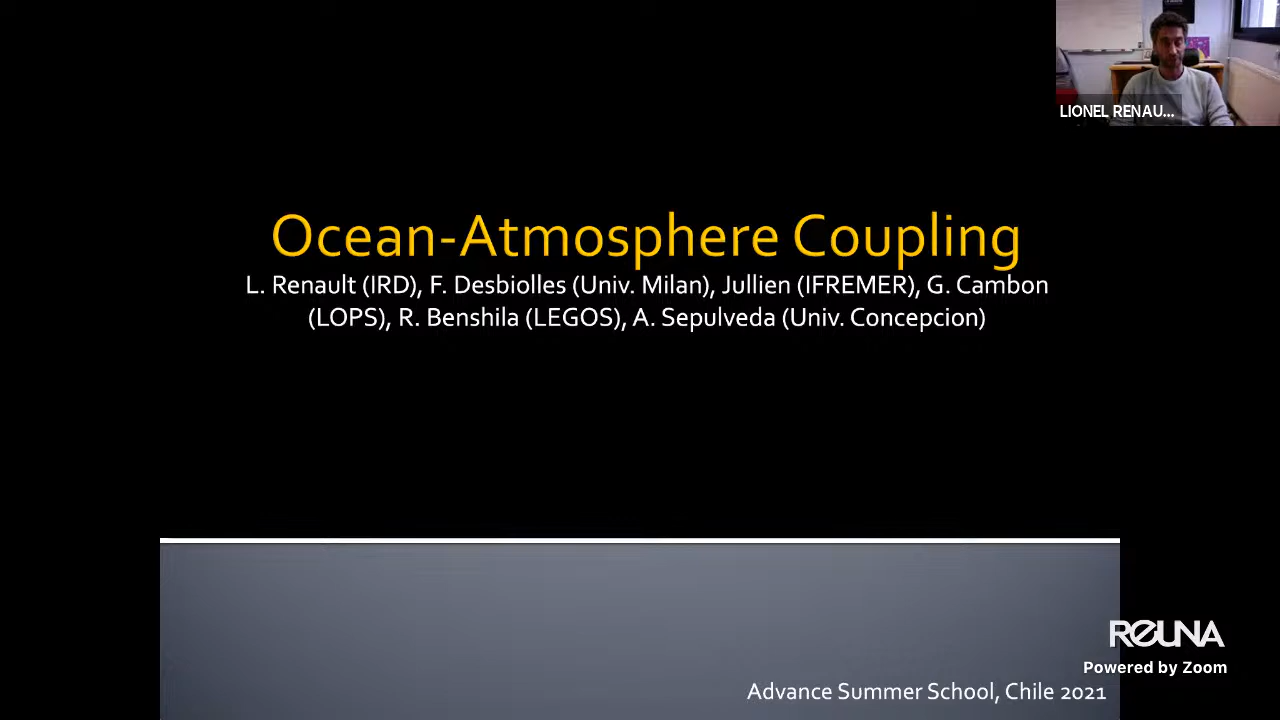 LIONEL RENAU...
Ocean-Atmosphere Coupling
L. Renault (IRD), F. Desbiolles (Univ. Milan), Jullien (IFREMER), G. Cambon
(LOPS), R. Benshila (LEGOS), A. Sepulveda (Univ. Concepcion)
REUNA
Powered by Zoom
Advance Summer School, Chile 2021